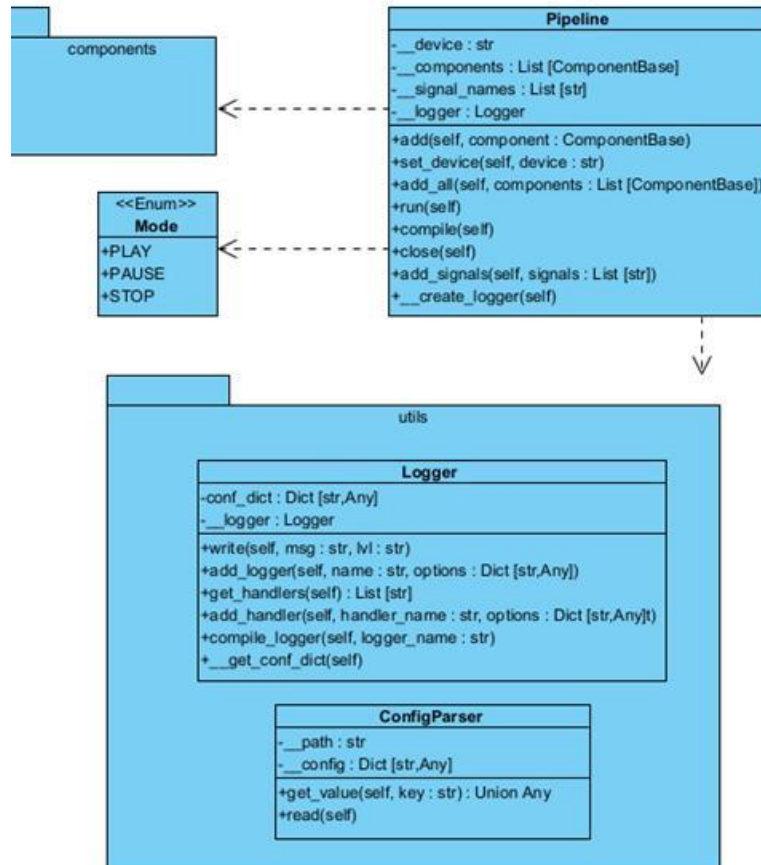 components
Pipeline
-__device : str
-__components : List [ComponentBase]
-__signal_names : List [str]
-__logger : Logger
+add(self, component : ComponentBase)
+set_device(self, device : str)
+add_all(self, components : List [ComponentBase])
+run(self)
+compile(self)
+close(self)
+add_signals(self, signals : List [str])
+__create_logger(self)
<<Enum>>
Mode
+PLAY
+PAUSE
+STOP
utils
Logger
-conf_dict : Dict [str,Any]
-__logger : Logger
+write(self, msg : str, lvl : str)
+add_logger(self, name : str, options : Dict [str,Any])
+get_handlers(self) : List [str]
+add_handler(self, handler_name : str, options : Dict [str,Any]t)
+compile_logger(self, logger_name : str)
+__get_conf_dict(self)
ConfigParser
-__path : str
-__config : Dict [str,Any]
+get_value(self, key : str) : Union Any
+read(self)